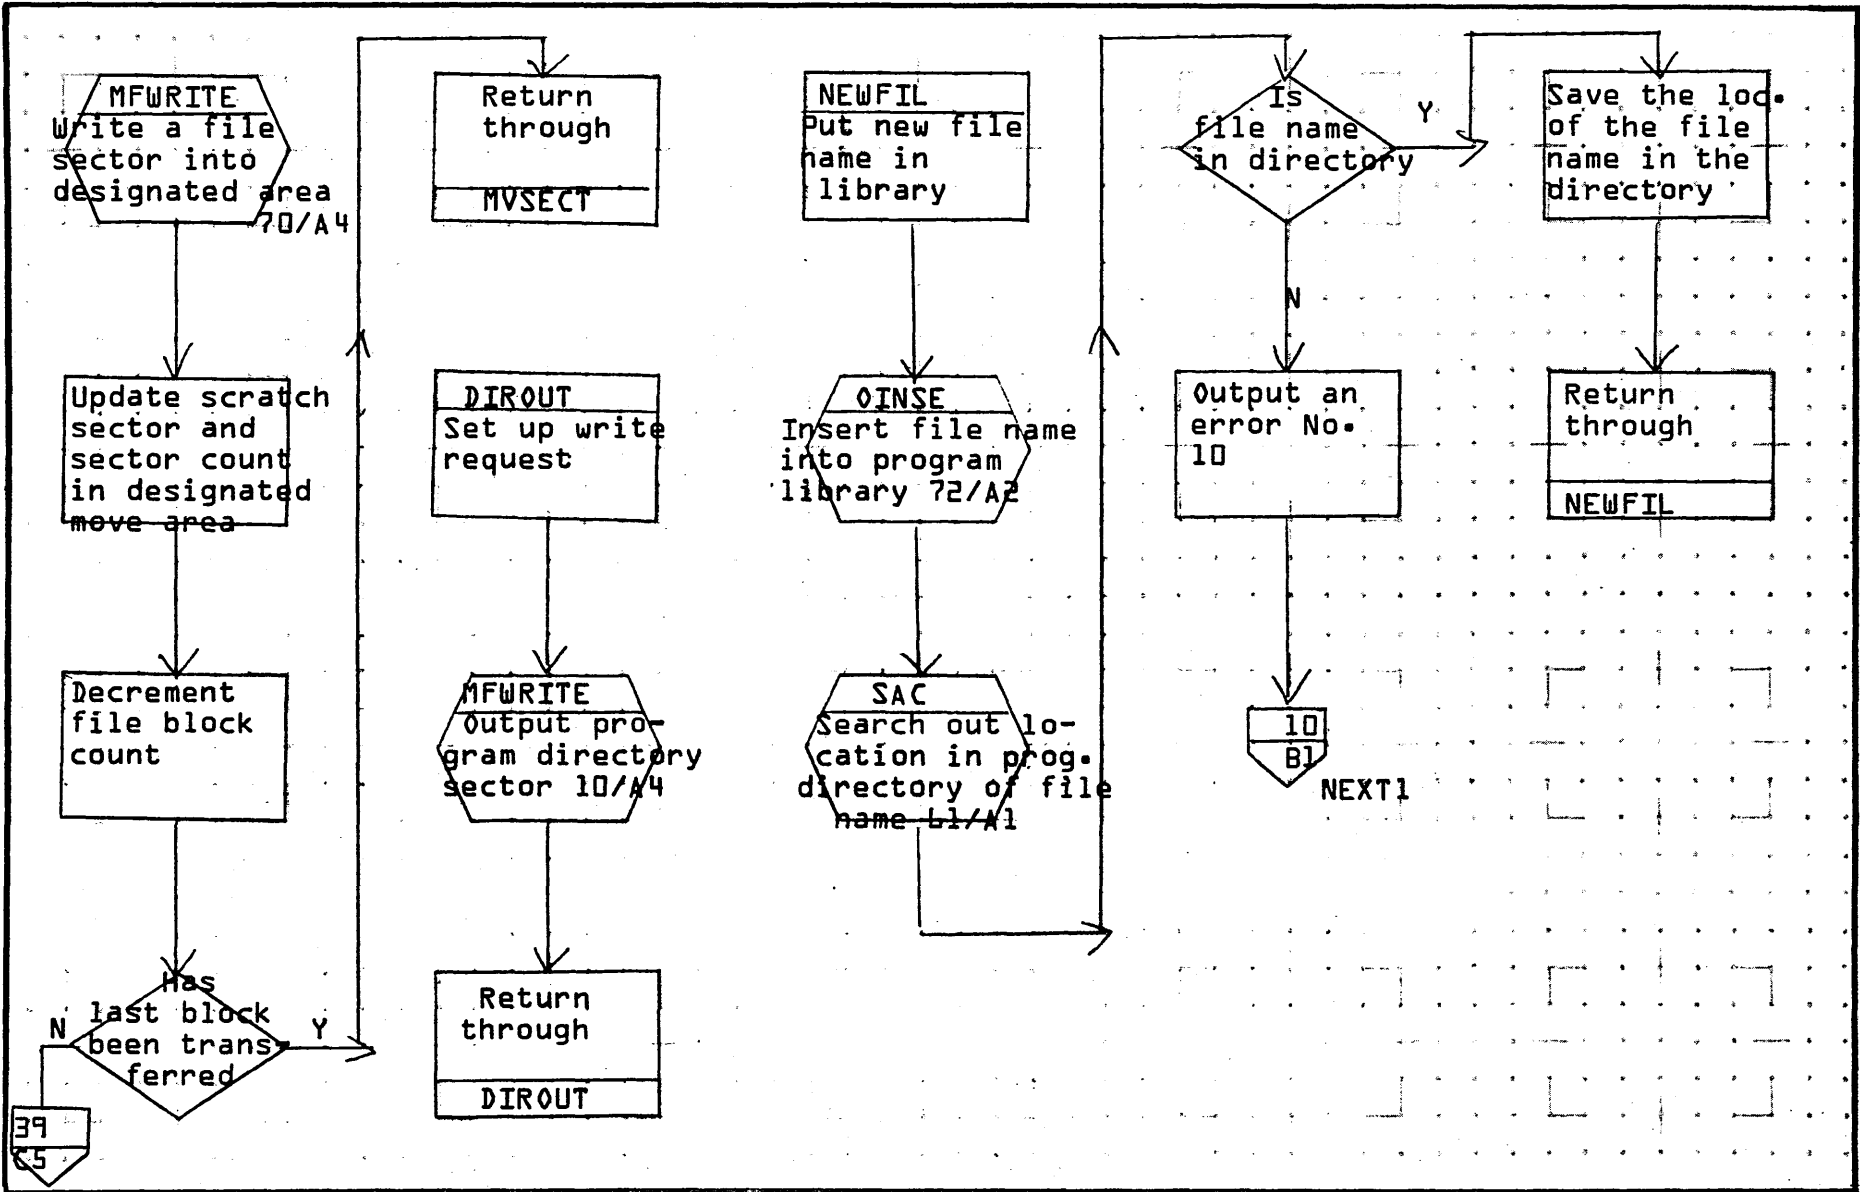 MFWRITE
Write a file
sector into
designated area
70/A4
Update scratch
sector and
sector count
in designated
move area
Decrement
file block
count
Has
last block
been trans-
ferred
N
Y
39
C5
Return
through
MVSECT
DIROUT
Set up write
request
MFWRITE
Output pro-
gram directory
sector 10/A4
Return
through
DIROUT
NEWFIL
Put new file
name in
library
OINSE
Insert file name
into program
library 72/A2
SAC
Search out lo-
cation in prog.
directory of file
name 61/A1
Is
file name
in directory
Y
N
Output an
error No.
10
10
B1
NEXT1
Save the loc.
of the file
name in the
directory
Return
through
NEWFIL